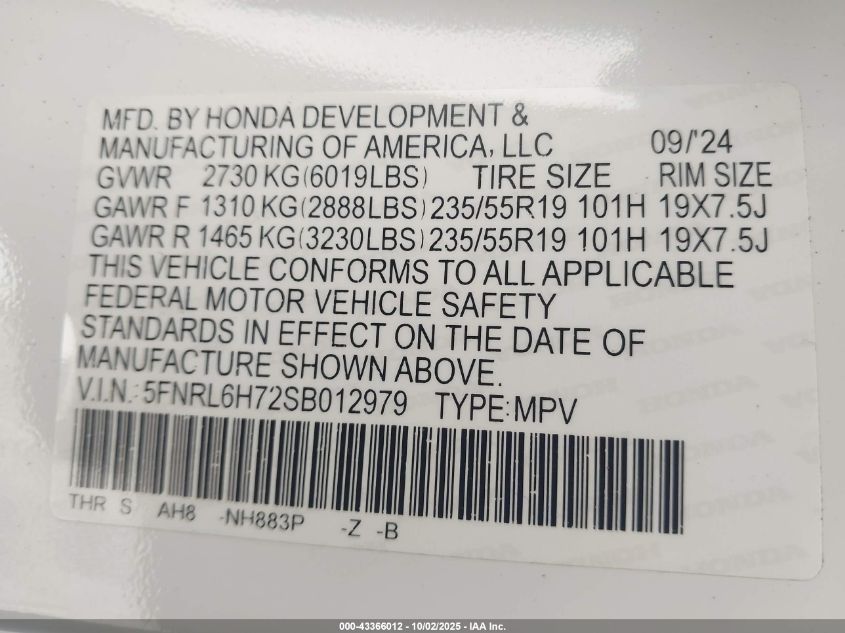 MFD. BY HONDA DEVELOPMENT &
MANUFACTURING OF AMERICA, LLC 09/'24
GVWR 2730 KG(6019LBS) TIRE SIZE RIM SIZE
GAWR F 1310 KG(2888LBS) 235/55R19 101H 19X7.5J
GAWR R 1465 KG(3230LBS) 235/55R19 101H 19X7.5J
THIS VEHICLE CONFORMS TO ALL APPLICABLE
FEDERAL MOTOR VEHICLE SAFETY
STANDARDS IN EFFECT ON THE DATE OF
MANUFACTURE SHOWN ABOVE.
V.I.N.: 5FNRL6H72SB012979 TYPE:MPV
THR S AH8 -NH883P -Z -B
000-43366012 - 10/02/2025 - IAA Inc.